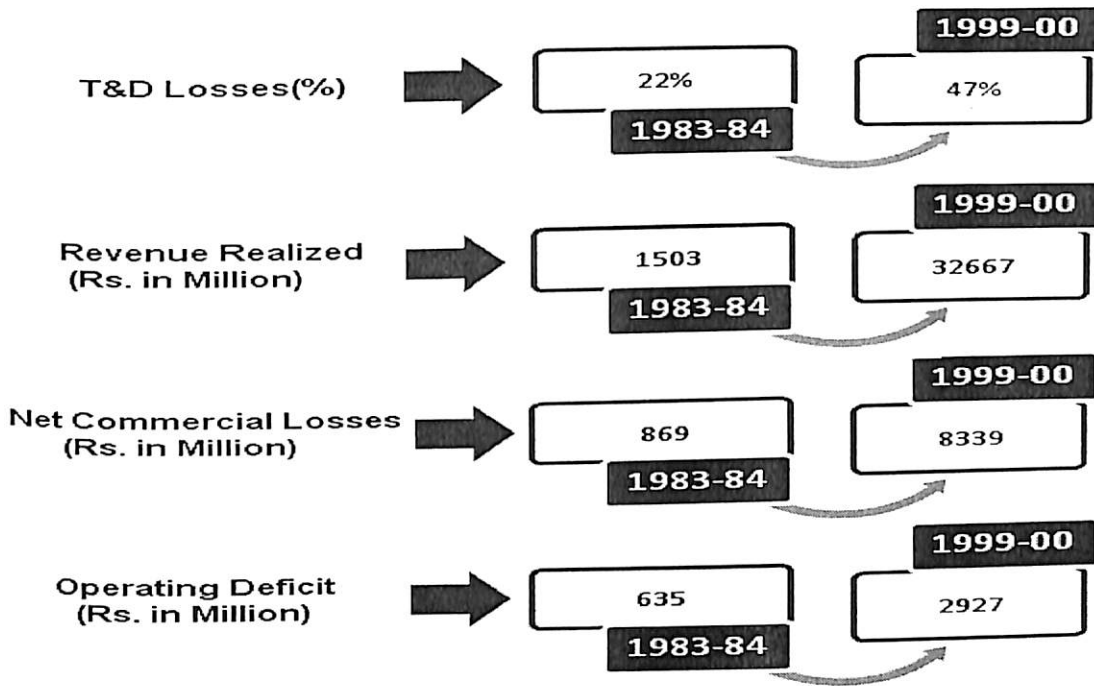 1999-00
T&D Losses(%)
22%
47%
1983-84
1999-00
Revenue Realized
(Rs. in Million)
1503
32667
1983-84
1999-00
Net Commercial Losses
(Rs. in Million)
869
8339
1983-84
1999-00
Operating Deficit
(Rs. in Million)
635
2927
1983-84